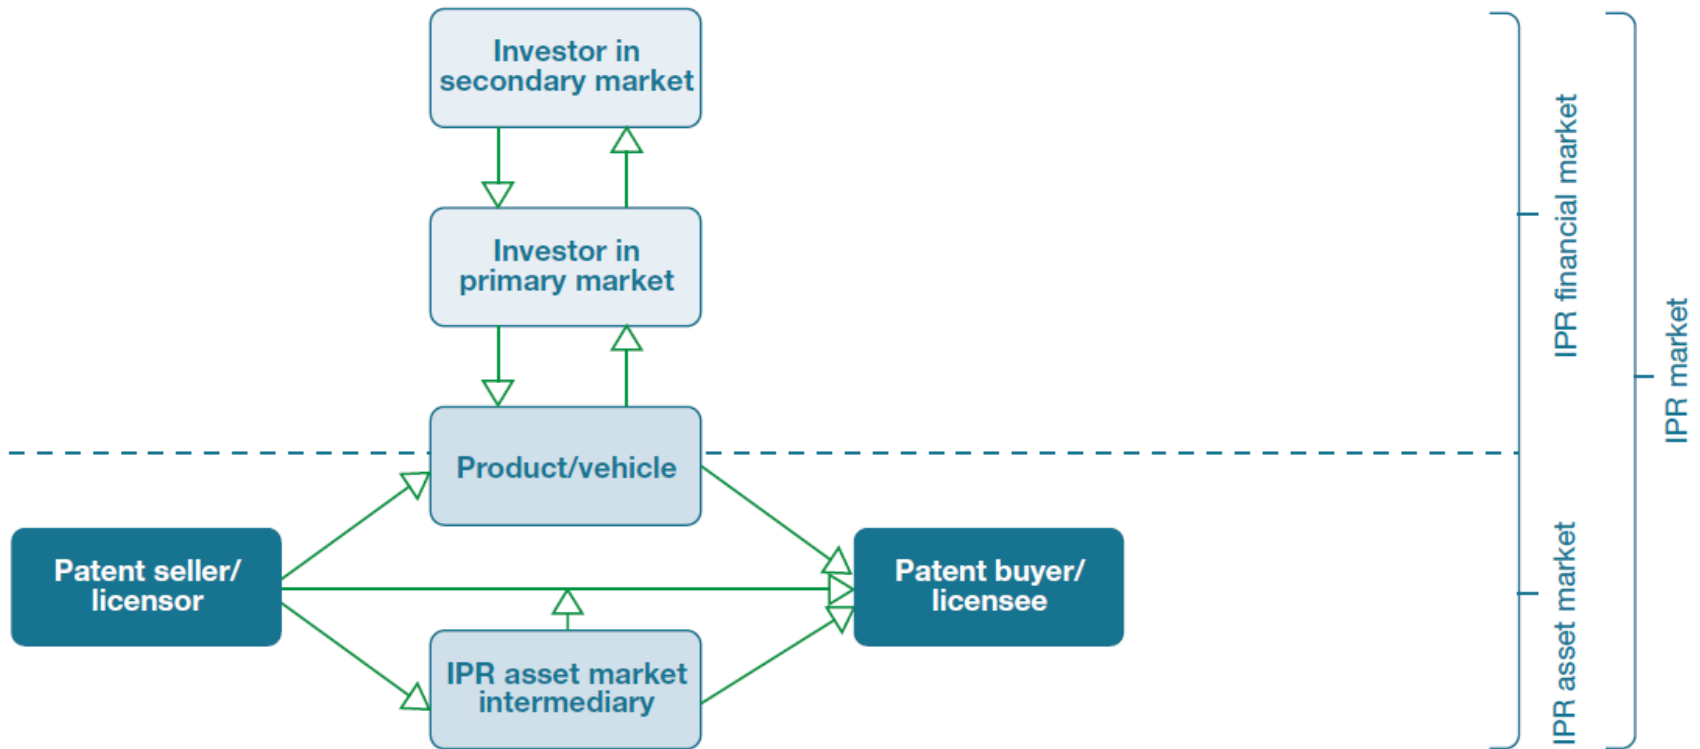 Investor in
secondary market
Investor in
primary market
Product/vehicle
Patent seller/
licensor
Patent buyer/
licensee
IPR asset market
intermediary
IPR financial market
IPR asset market
IPR market